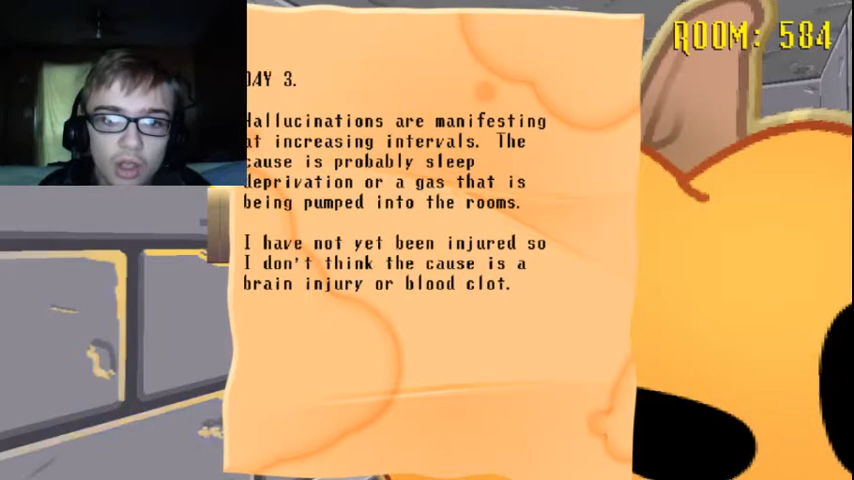 ROOM: 584
DAY 3.
Hallucinations are manifesting
at increasing intervals. The
cause is probably sleep
deprivation or a gas that is
being pumped into the rooms.
I have not yet been injured so
I don't think the cause is a
brain injury or blood clot.